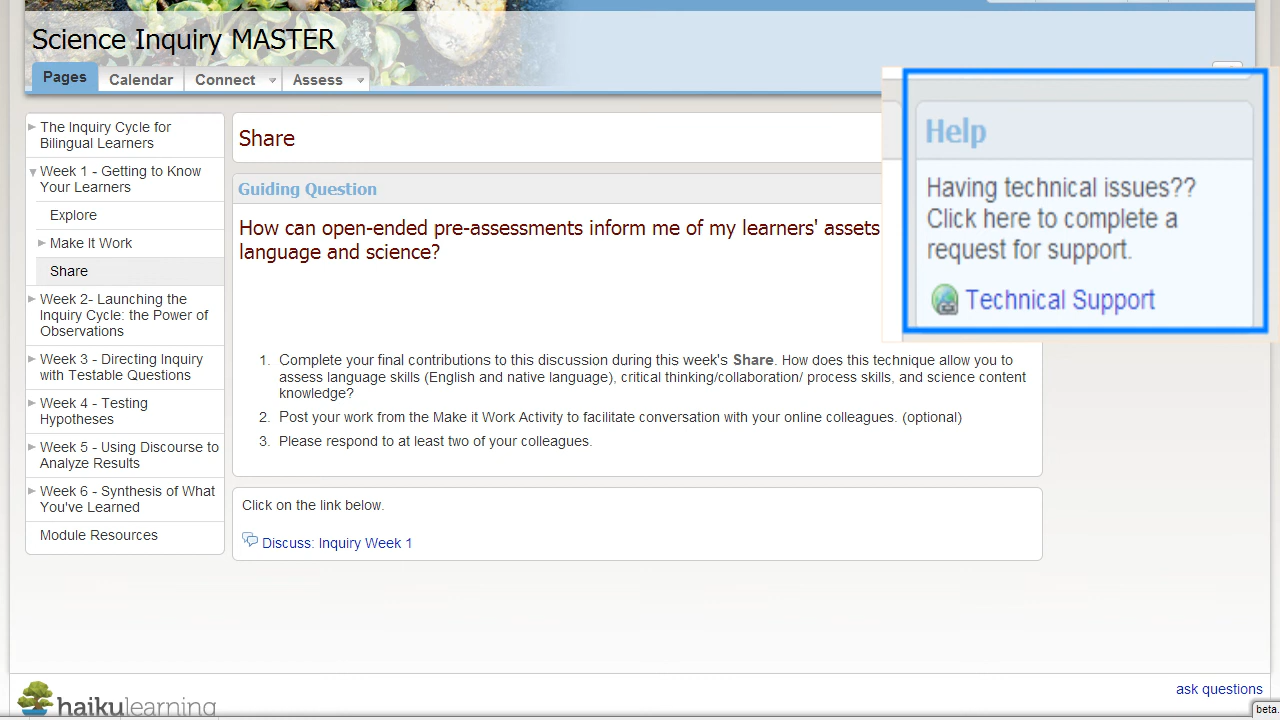 Science Inquiry MASTER
Pages
Calendar
Connect
Assess
The Inquiry Cycle for
Bilingual Learners
Week 1 - Getting to Know
Your Learners
Explore
Make It Work
Share
Week 2- Launching the
Inquiry Cycle: the Power of
Observations
Week 3 - Directing Inquiry
with Testable Questions
Week 4 - Testing
Hypotheses
Week 5 - Using Discourse to
Analyze Results
Week 6 - Synthesis of What
You've Learned
Module Resources
Share
Guiding Question
How can open-ended pre-assessments inform me of my learners' assets
language and science?
1. Complete your final contributions to this discussion during this week's Share. How does this technique allow you to
assess language skills (English and native language), critical thinking/collaboration/ process skills, and science content
knowledge?
2. Post your work from the Make it Work Activity to facilitate conversation with your online colleagues. (optional)
3. Please respond to at least two of your colleagues.
Click on the link below.
Discuss: Inquiry Week 1
Help
Having technical issues??
Click here to complete a
request for support.
Technical Support
haikulearning
ask questions
beta.